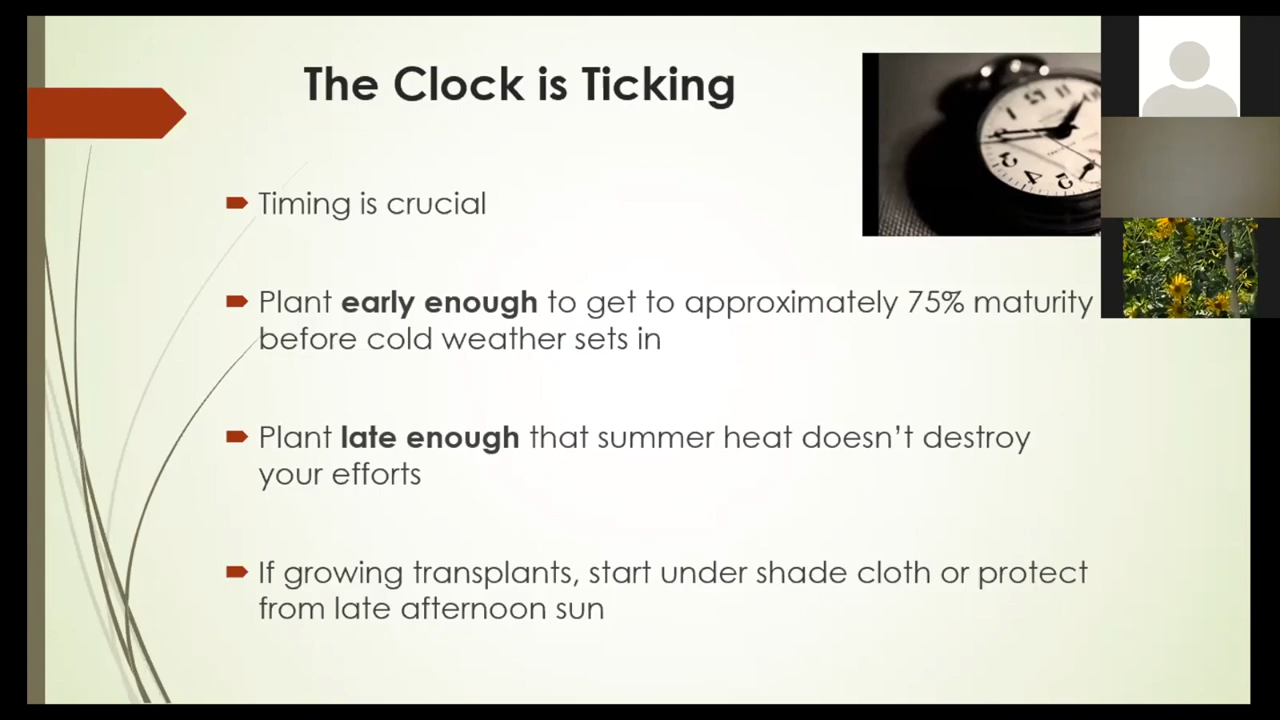 The Clock is Ticking
Timing is crucial
Plant early enough to get to approximately 75% maturity
before cold weather sets in
Plant late enough that summer heat doesn't destroy
your efforts
If growing transplants, start under shade cloth or protect
from late afternoon sun